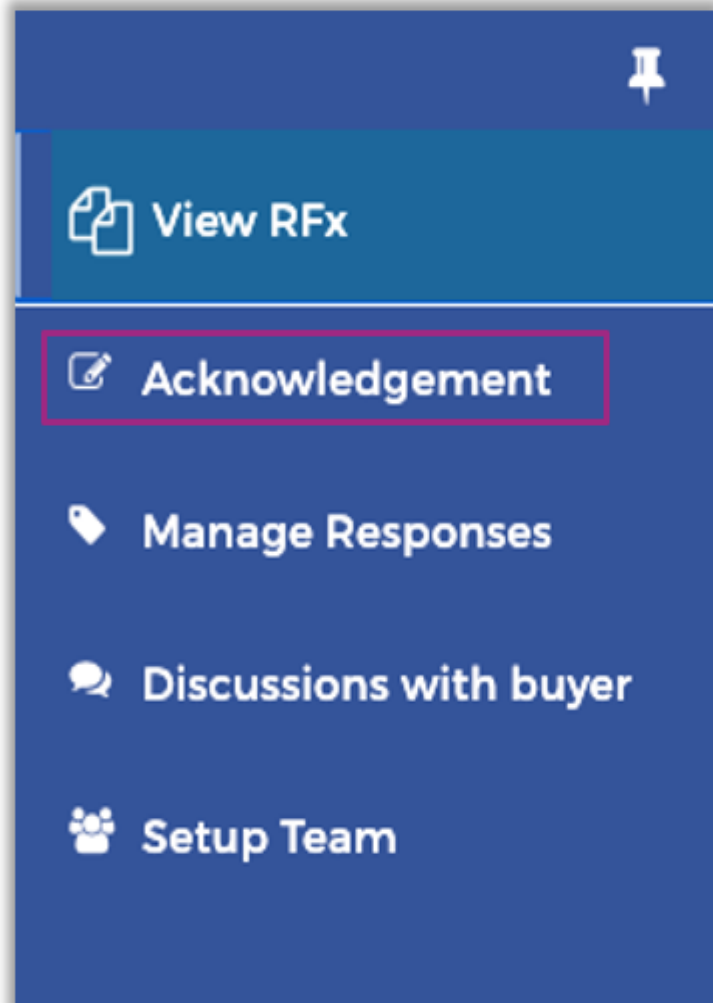 View RFx
Acknowledgement
Manage Responses
Discussions with buyer
Setup Team